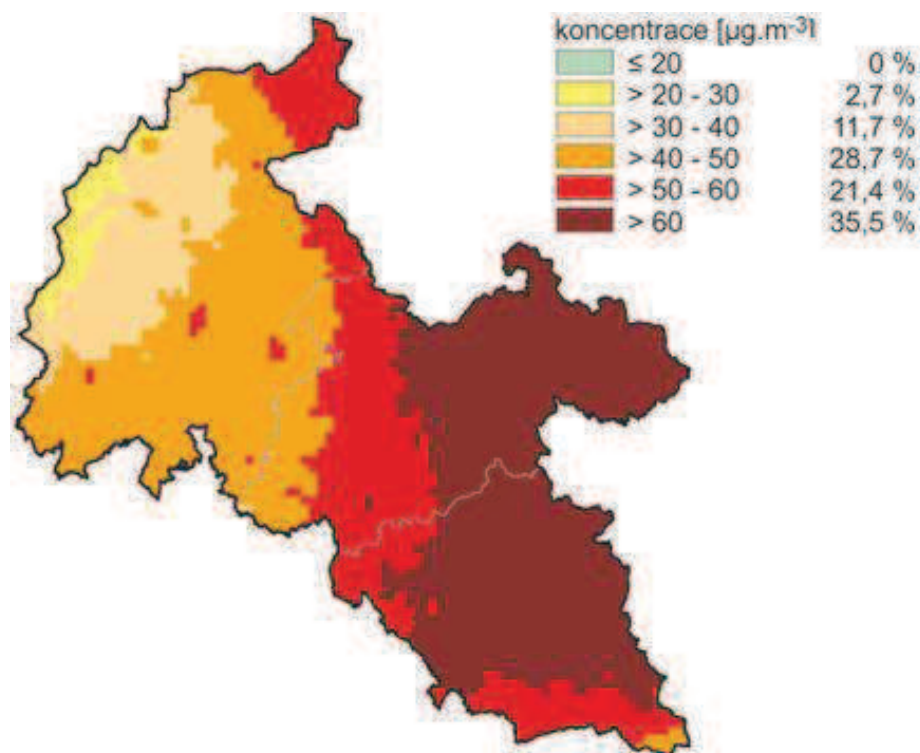 koncentrace [µg.m⁻³]
≤ 20 0 %
> 20 - 30 2,7 %
> 30 - 40 11,7 %
> 40 - 50 28,7 %
> 50 - 60 21,4 %
> 60 35,5 %